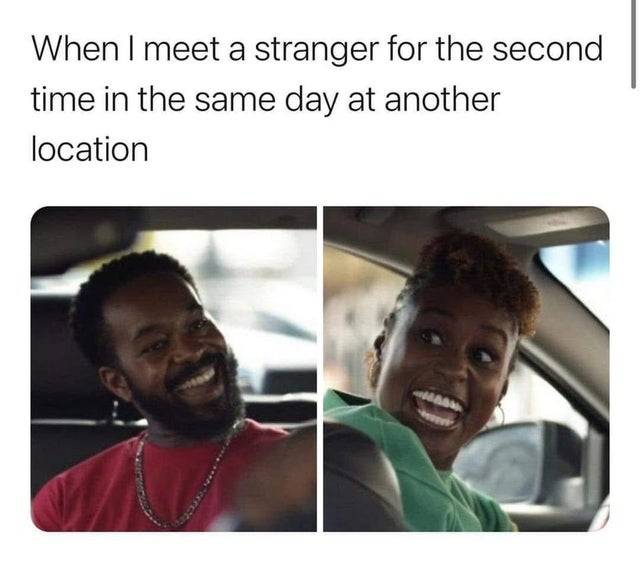 When I meet a stranger for the second
time in the same day at another
location